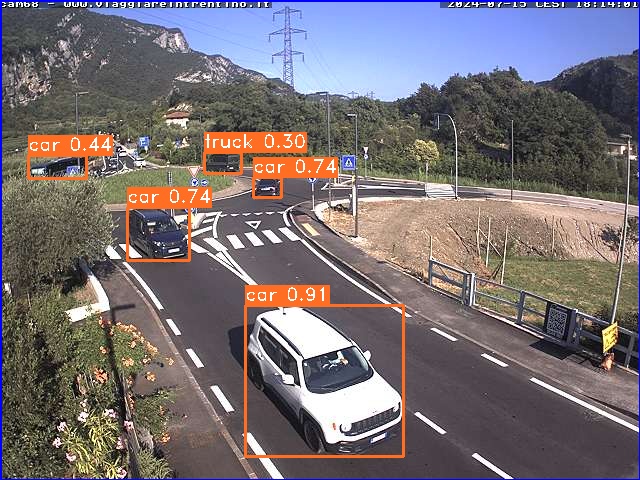 cam68 - www.viaggiareintrentino.it
2024-07-15 CEST 18:14:01
car 0.44
truck 0.30
car 0.74
car 0.74
car 0.91